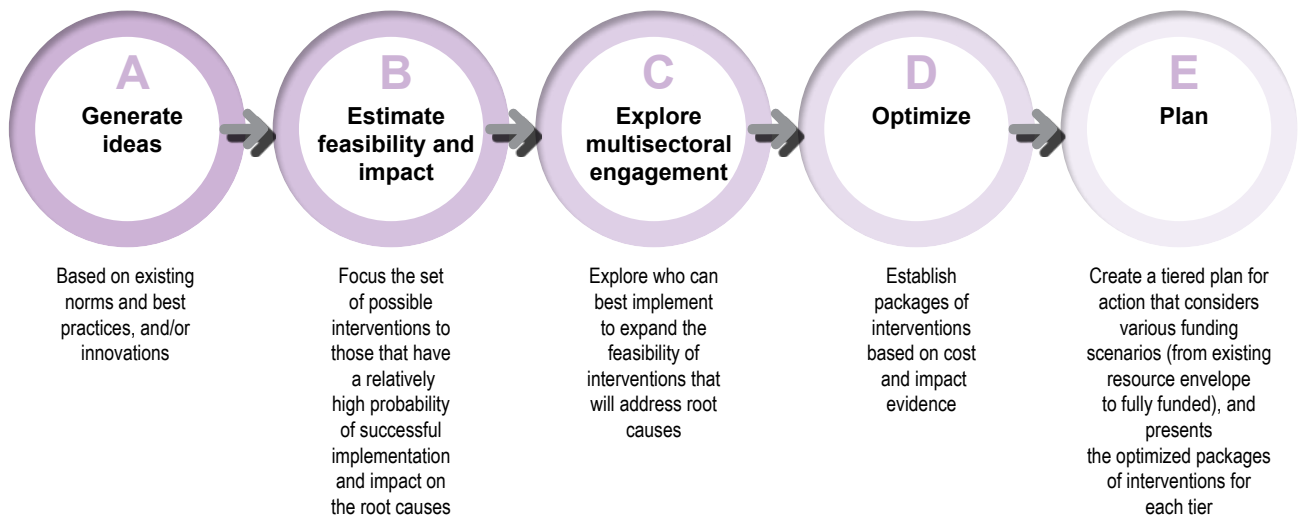 A
Generate
ideas
Based on existing
norms and best
practices, and/or
innovations
B
Estimate
feasibility and
impact
Focus the set
of possible
interventions to
those that have
a relatively
high probability
of successful
implementation
and impact on
the root causes
C
Explore
multisectoral
engagement
Explore who can
best implement
to expand the
feasibility of
interventions that
will address root
causes
D
Optimize
Establish
packages of
interventions
based on cost
and impact
evidence
E
Plan
Create a tiered plan for
action that considers
various funding
scenarios (from existing
resource envelope
to fully funded), and
presents
the optimized packages
of interventions for
each tier